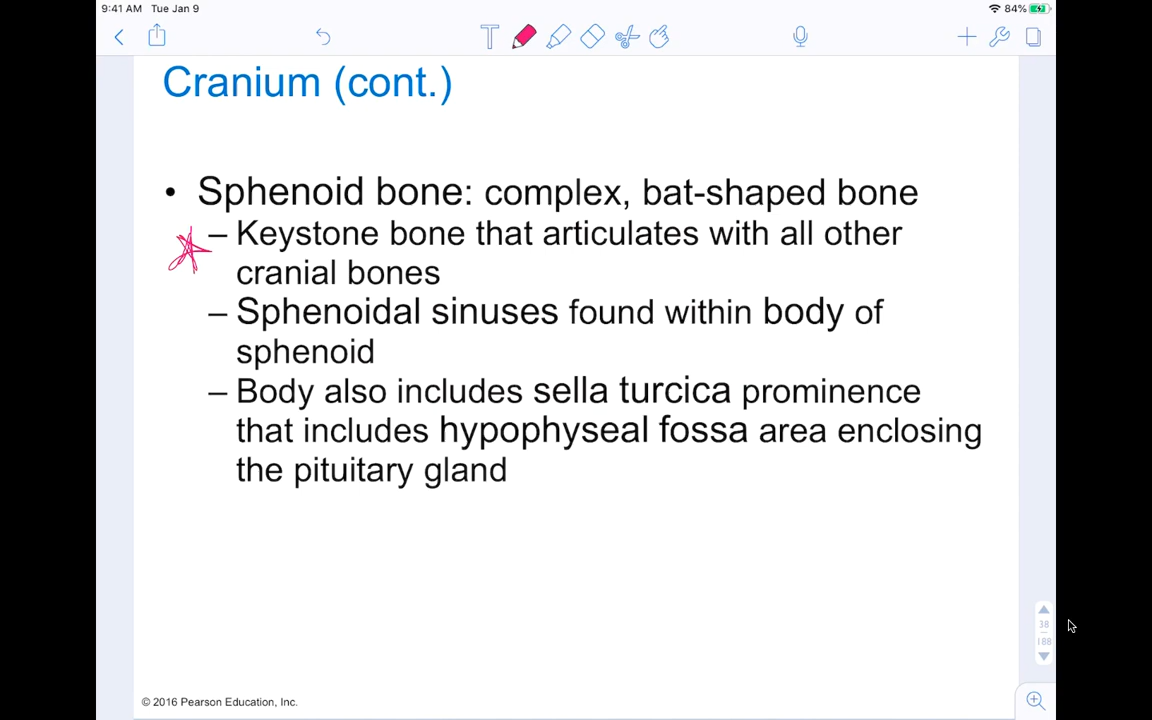 9:41 AM Tue Jan 9
84%
T
Cranium (cont.)
• Sphenoid bone: complex, bat-shaped bone
– Keystone bone that articulates with all other
cranial bones
– Sphenoidal sinuses found within body of
sphenoid
– Body also includes sella turcica prominence
that includes hypophyseal fossa area enclosing
the pituitary gland
38
188
© 2016 Pearson Education, Inc.